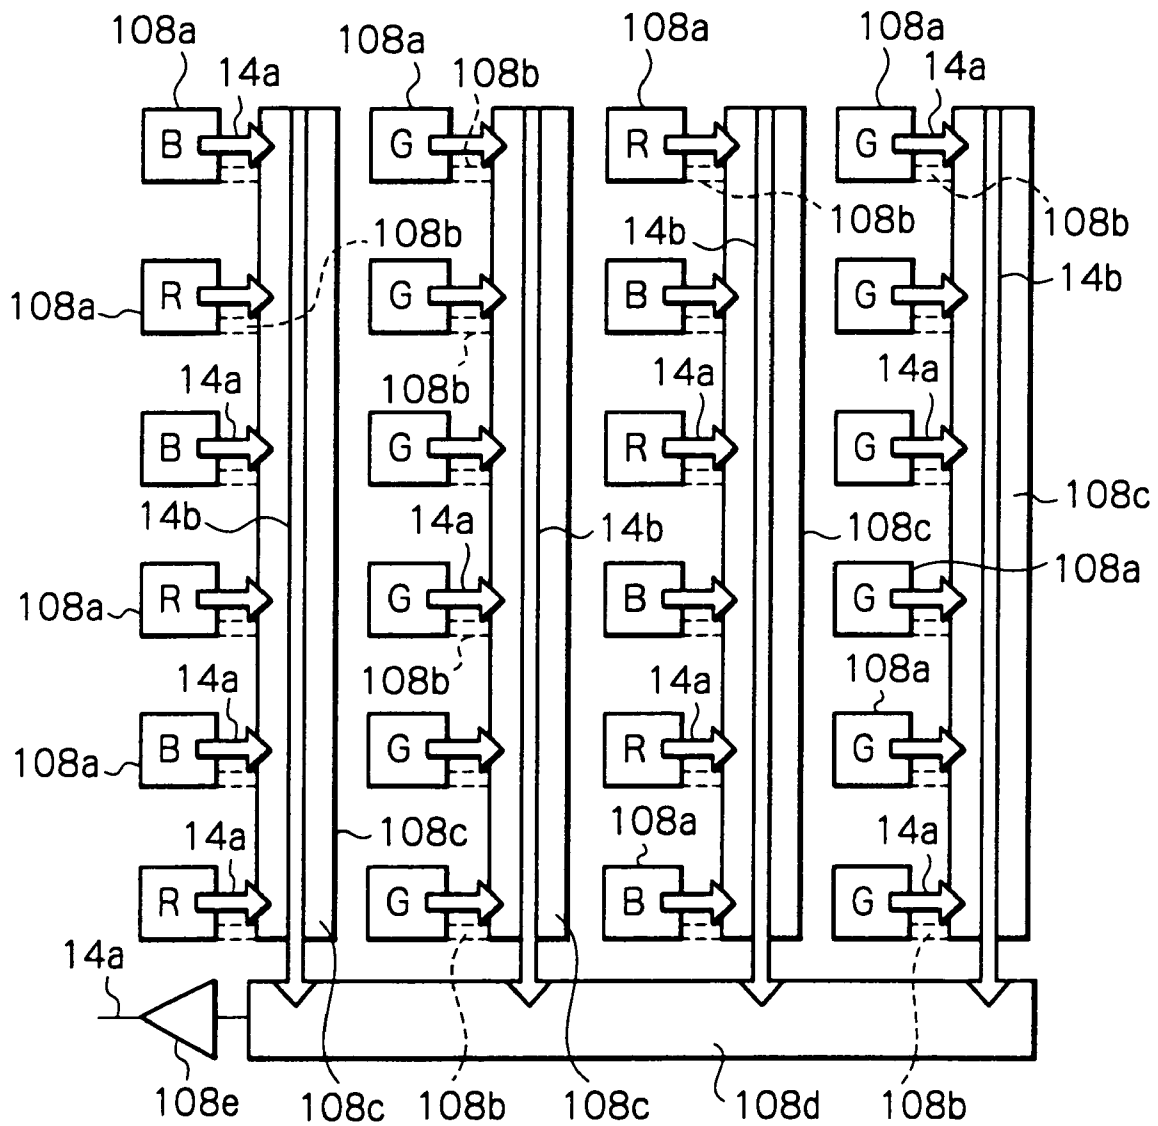 108a 108a 108a 108a
14a 108b 14a
B G R G
108b 14b 108b 108b
R G B G 14b
108a
14a 108b 14a 14a
B G R G
14b 14a 14b 108c 108c
R G B G 108a
108a
14a 108b 14a 108a
B G R G
108a
14a 108c 108a 14a
R G B G
14a
108e 108c 108b 108c 108d 108b